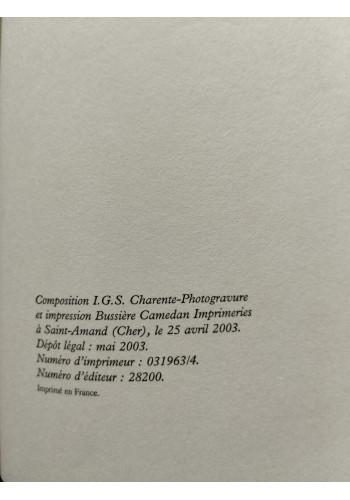 Composition I.G.S. Charente-Photogravure
et impression Bussière Camedan Imprimeries
à Saint-Amand (Cher), le 25 avril 2003.
Dépôt légal : mai 2003.
Numéro d'imprimeur : 031963/4.
Numéro d'éditeur : 28200.
Imprimé en France.